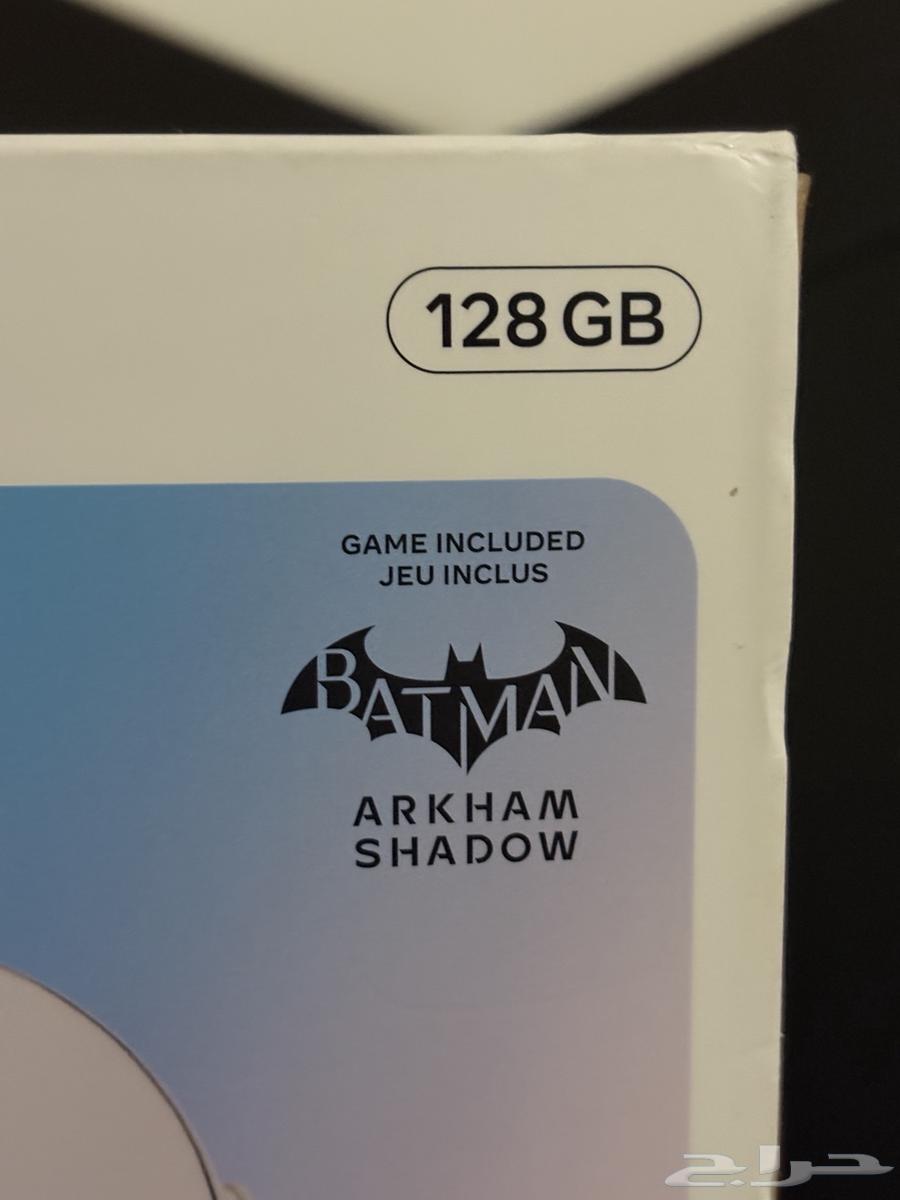 128 GB
GAME INCLUDED
JEU INCLUS
BATMAN
ARKHAM
SHADOW
حراج